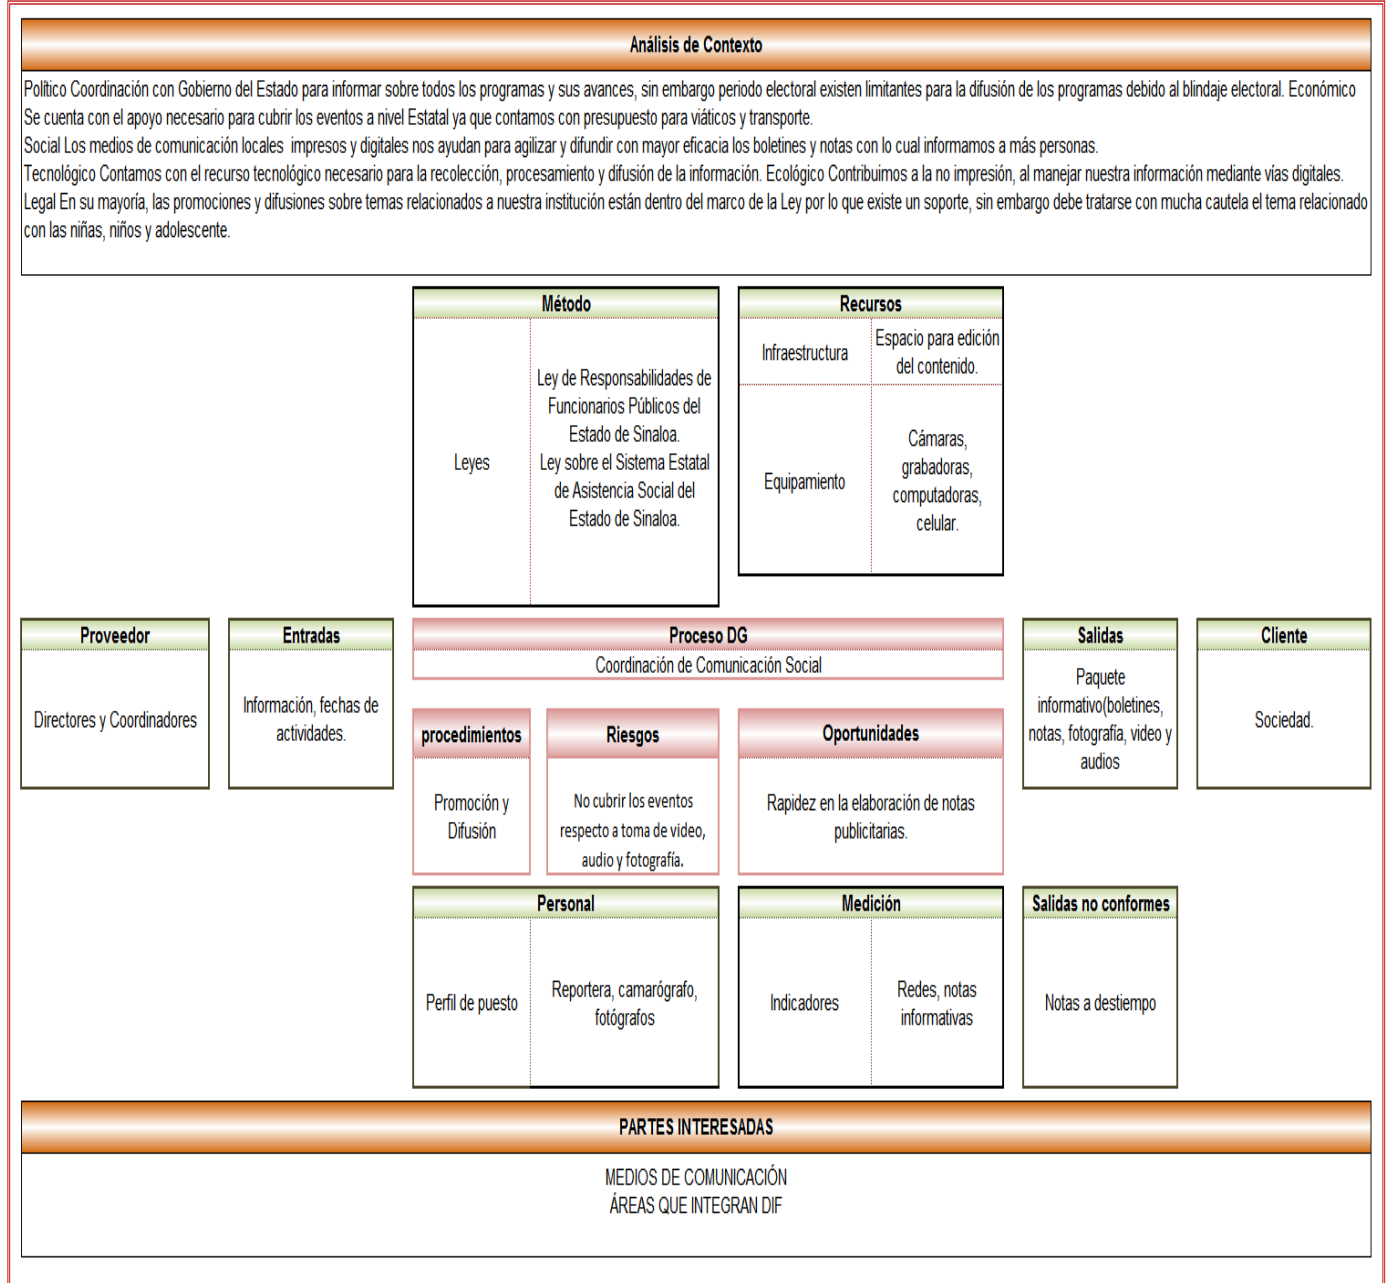 Análisis de Contexto
Político Coordinación con Gobierno del Estado para informar sobre todos los programas y sus avances, sin embargo periodo electoral existen limitantes para la difusión de los programas debido al blindaje electoral. Económico
Se cuenta con el apoyo necesario para cubrir los eventos a nivel Estatal ya que contamos con presupuesto para viáticos y transporte.
Social Los medios de comunicación locales impresos y digitales nos ayudan para agilizar y difundir con mayor eficacia los boletines y notas con lo cual informamos a más personas.
Tecnológico Contamos con el recurso tecnológico necesario para la recolección, procesamiento y difusión de la información. Ecológico Contribuimos a la no impresión, al manejar nuestra información mediante vías digitales.
Legal En su mayoría, las promociones y difusiones sobre temas relacionados a nuestra institución están dentro del marco de la Ley por lo que existe un soporte, sin embargo debe tratarse con mucha cautela el tema relacionado
con las niñas, niños y adolescente.
Método
Leyes
Ley de Responsabilidades de
Funcionarios Públicos del
Estado de Sinaloa.
Ley sobre el Sistema Estatal
de Asistencia Social del
Estado de Sinaloa.
Recursos
Infraestructura
Espacio para edición
del contenido.
Equipamiento
Cámaras,
grabadoras,
computadoras,
celular.
Proveedor
Directores y Coordinadores
Entradas
Información, fechas de
actividades.
Proceso DG
Coordinación de Comunicación Social
procedimientos
Promoción y
Difusión
Riesgos
No cubrir los eventos
respecto a toma de video,
audio y fotografía.
Oportunidades
Rapidez en la elaboración de notas
publicitarias.
Salidas
Paquete
informativo(boletines,
notas, fotografía, video y
audios
Cliente
Sociedad.
Personal
Perfil de puesto
Reportera, camarógrafo,
fotógrafos
Medición
Indicadores
Redes, notas
informativas
Salidas no conformes
Notas a destiempo
PARTES INTERESADAS
MEDIOS DE COMUNICACIÓN
ÁREAS QUE INTEGRAN DIF